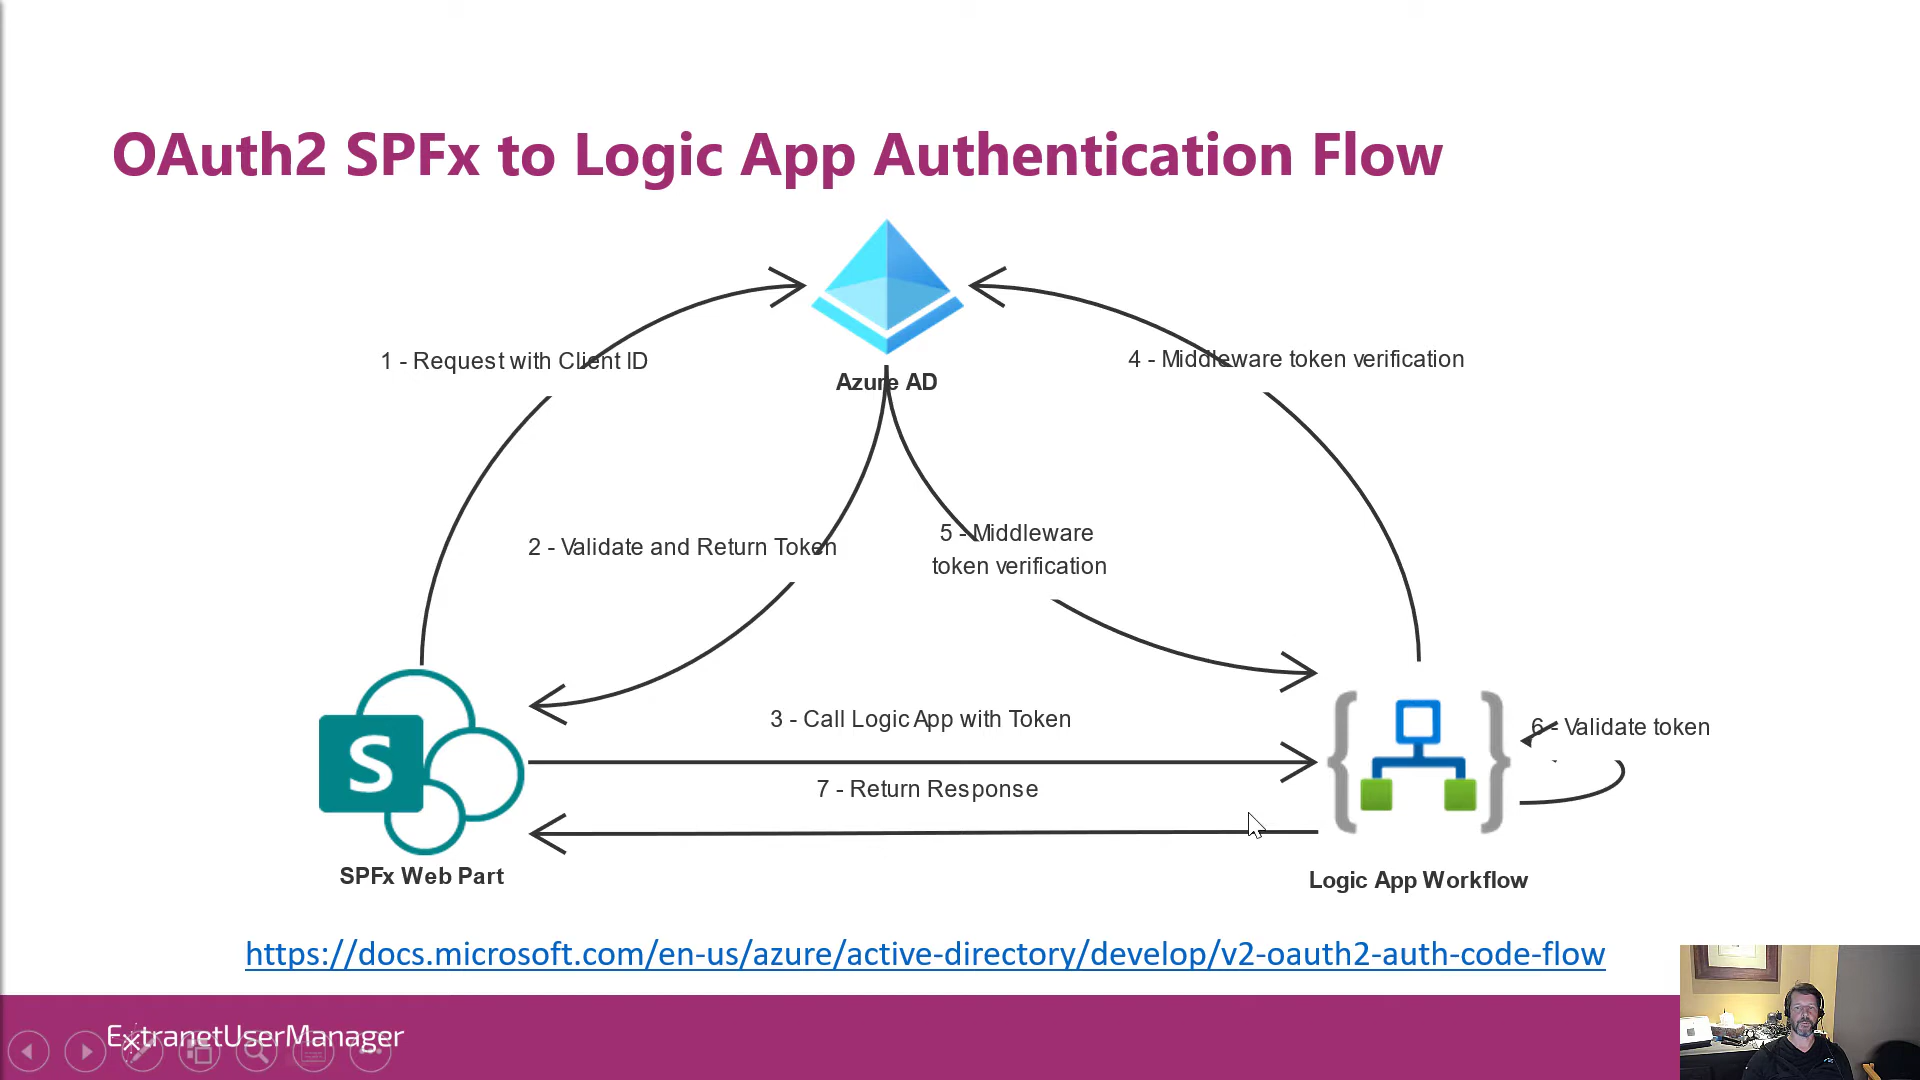 OAuth2 SPFx to Logic App Authentication Flow
1 - Request with Client ID
4 - Middleware token verification
Azure AD
2 - Validate and Return Token
5 - Middleware
token verification
3 - Call Logic App with Token
6 - Validate token
7 - Return Response
S
SPFx Web Part
Logic App Workflow
https://docs.microsoft.com/en-us/azure/active-directory/develop/v2-oauth2-auth-code-flow
ExtranetUserManager